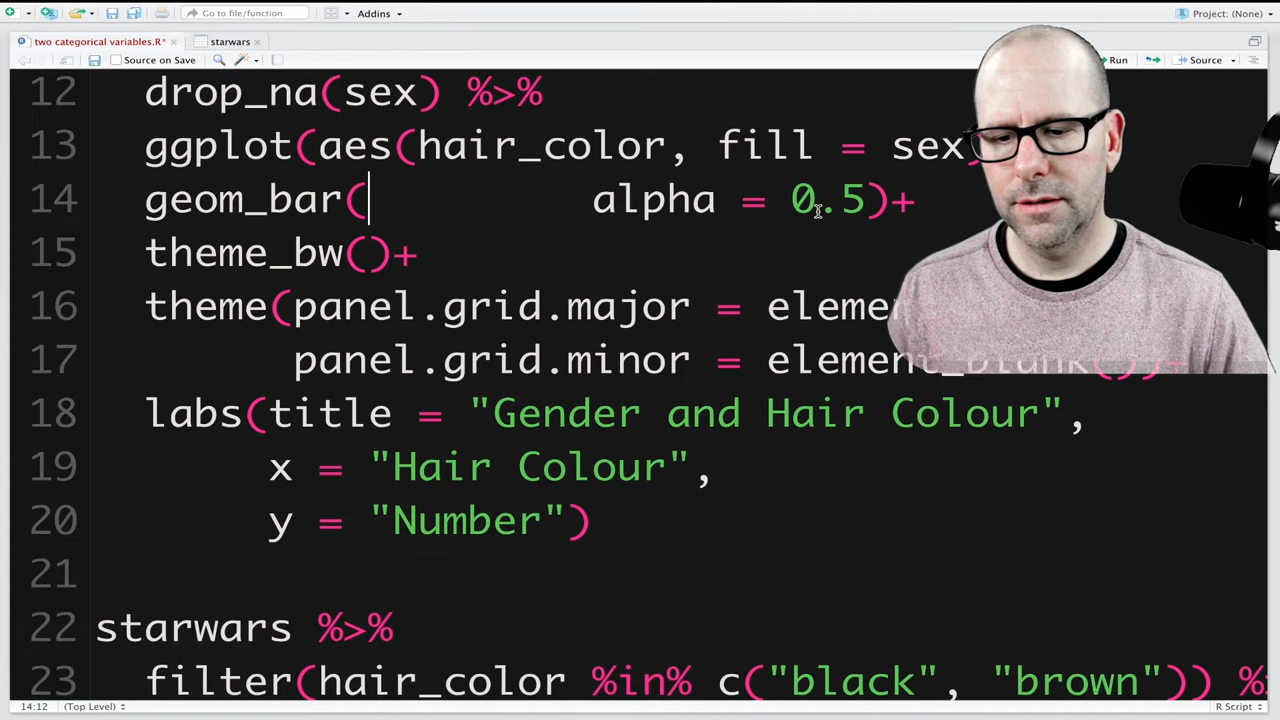 Go to file/function
Addins
Project: (None)
two categorical variables.R*
starwars
Source on Save
Run
Source
12 drop_na(sex) %>%
13 ggplot(aes(hair_color, fill = sex)
14 geom_bar( alpha = 0.5)+
15 theme_bw()+
16 theme(panel.grid.major =
17 panel.grid.minor = element_blank())+
18 labs(title = "Gender and Hair Colour",
19 x = "Hair Colour",
20 y = "Number")
21
22 starwars %>%
23 filter(hair_color %in% c("black", "brown"))
14:12
(Top Level)
R Script